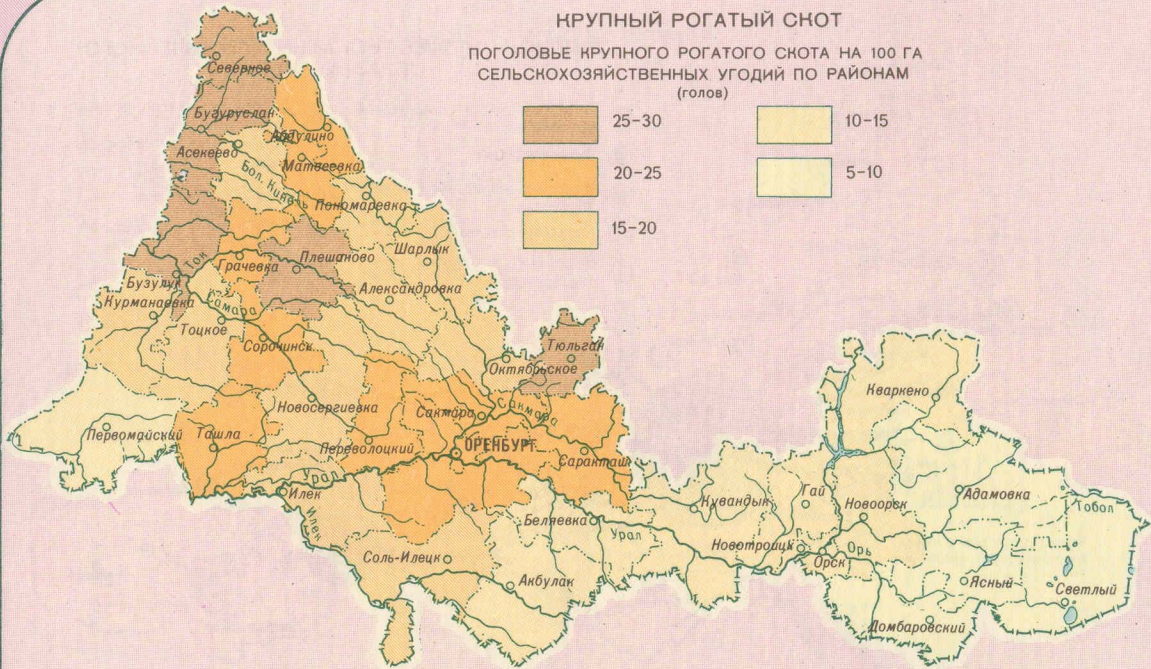 КРУПНЫЙ РОГАТЫЙ СКОТ
ПОГОЛОВЬЕ КРУПНОГО РОГАТОГО СКОТА НА 100 ГА
СЕЛЬСКОХОЗЯЙСТВЕННЫХ УГОДИЙ ПО РАЙОНАМ
(голов)
25-30
10-15
20-25
5-10
15-20
Северное
Бугуруслан
Абдулино
Асекеево
Матвеевка
Бол. Кинель
Пономаревка
Шарлык
Плешаново
Ток
Грачевка
Бузулук
Александровка
Курманаевка
Самара
Тоцкое
Сорочинск
Тюльган
Октябрьское
Кваркено
Новосергиевка
Сакмара
Сакмара
Первомайский
Ташла
Переволоцкий
ОРЕНБУРГ
Саракташ
Урал
Илек
Илек
Гай
Адамовка
Кувандык
Новоорск
Тобол
Беляевка
Урал
Новотроицк
Орь
Орск
Соль-Илецк
Акбулак
Ясный
Светлый
Домбаровский